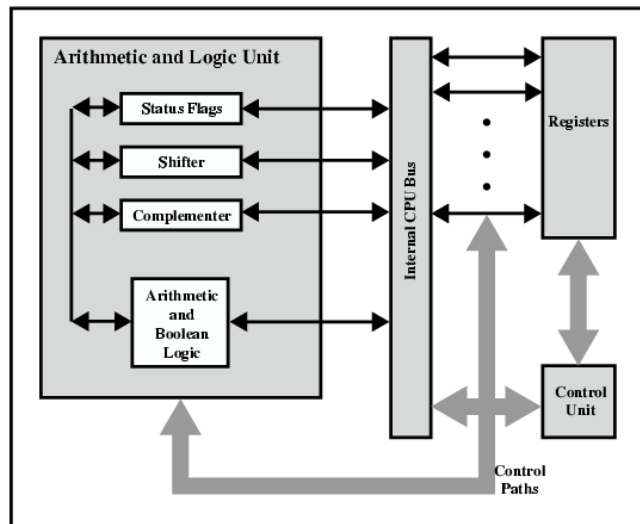 Arithmetic and Logic Unit
Status Flags
Shifter
Complementer
Arithmetic
and
Boolean
Logic
Internal CPU Bus
Registers
Control
Unit
Control
Paths